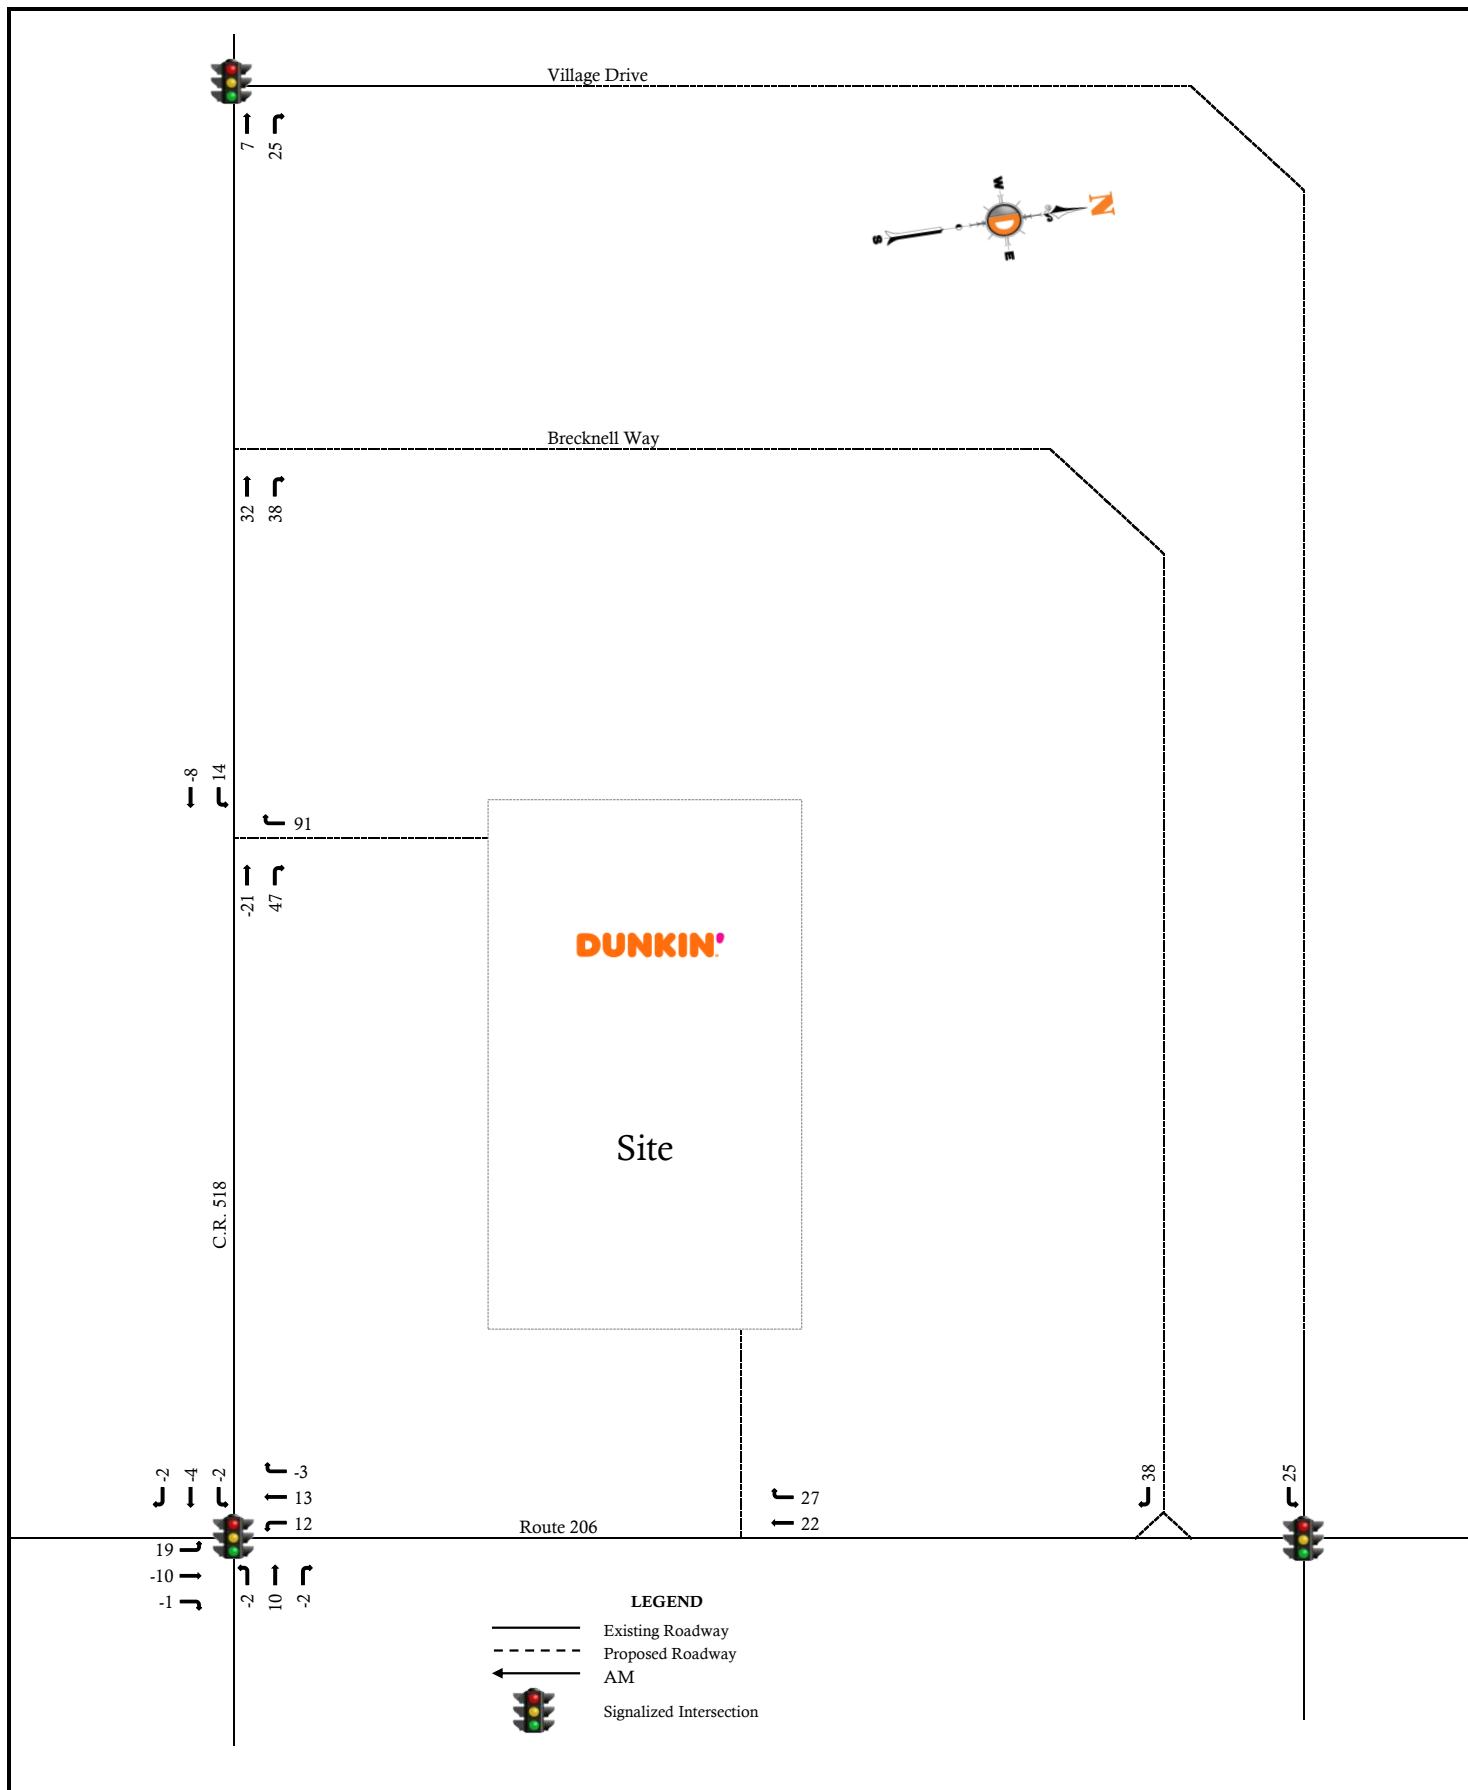 Village Drive
7
25
W
N
S
D
E
Brecknell Way
32
38
-8
14
91
-21
47
DUNKIN'
Site
C.R. 518
-2
-4
-2
-3
13
12
27
22
38
25
Route 206
19
-10
-1
-2
10
-2
LEGEND
Existing Roadway
Proposed Roadway
AM
Signalized Intersection